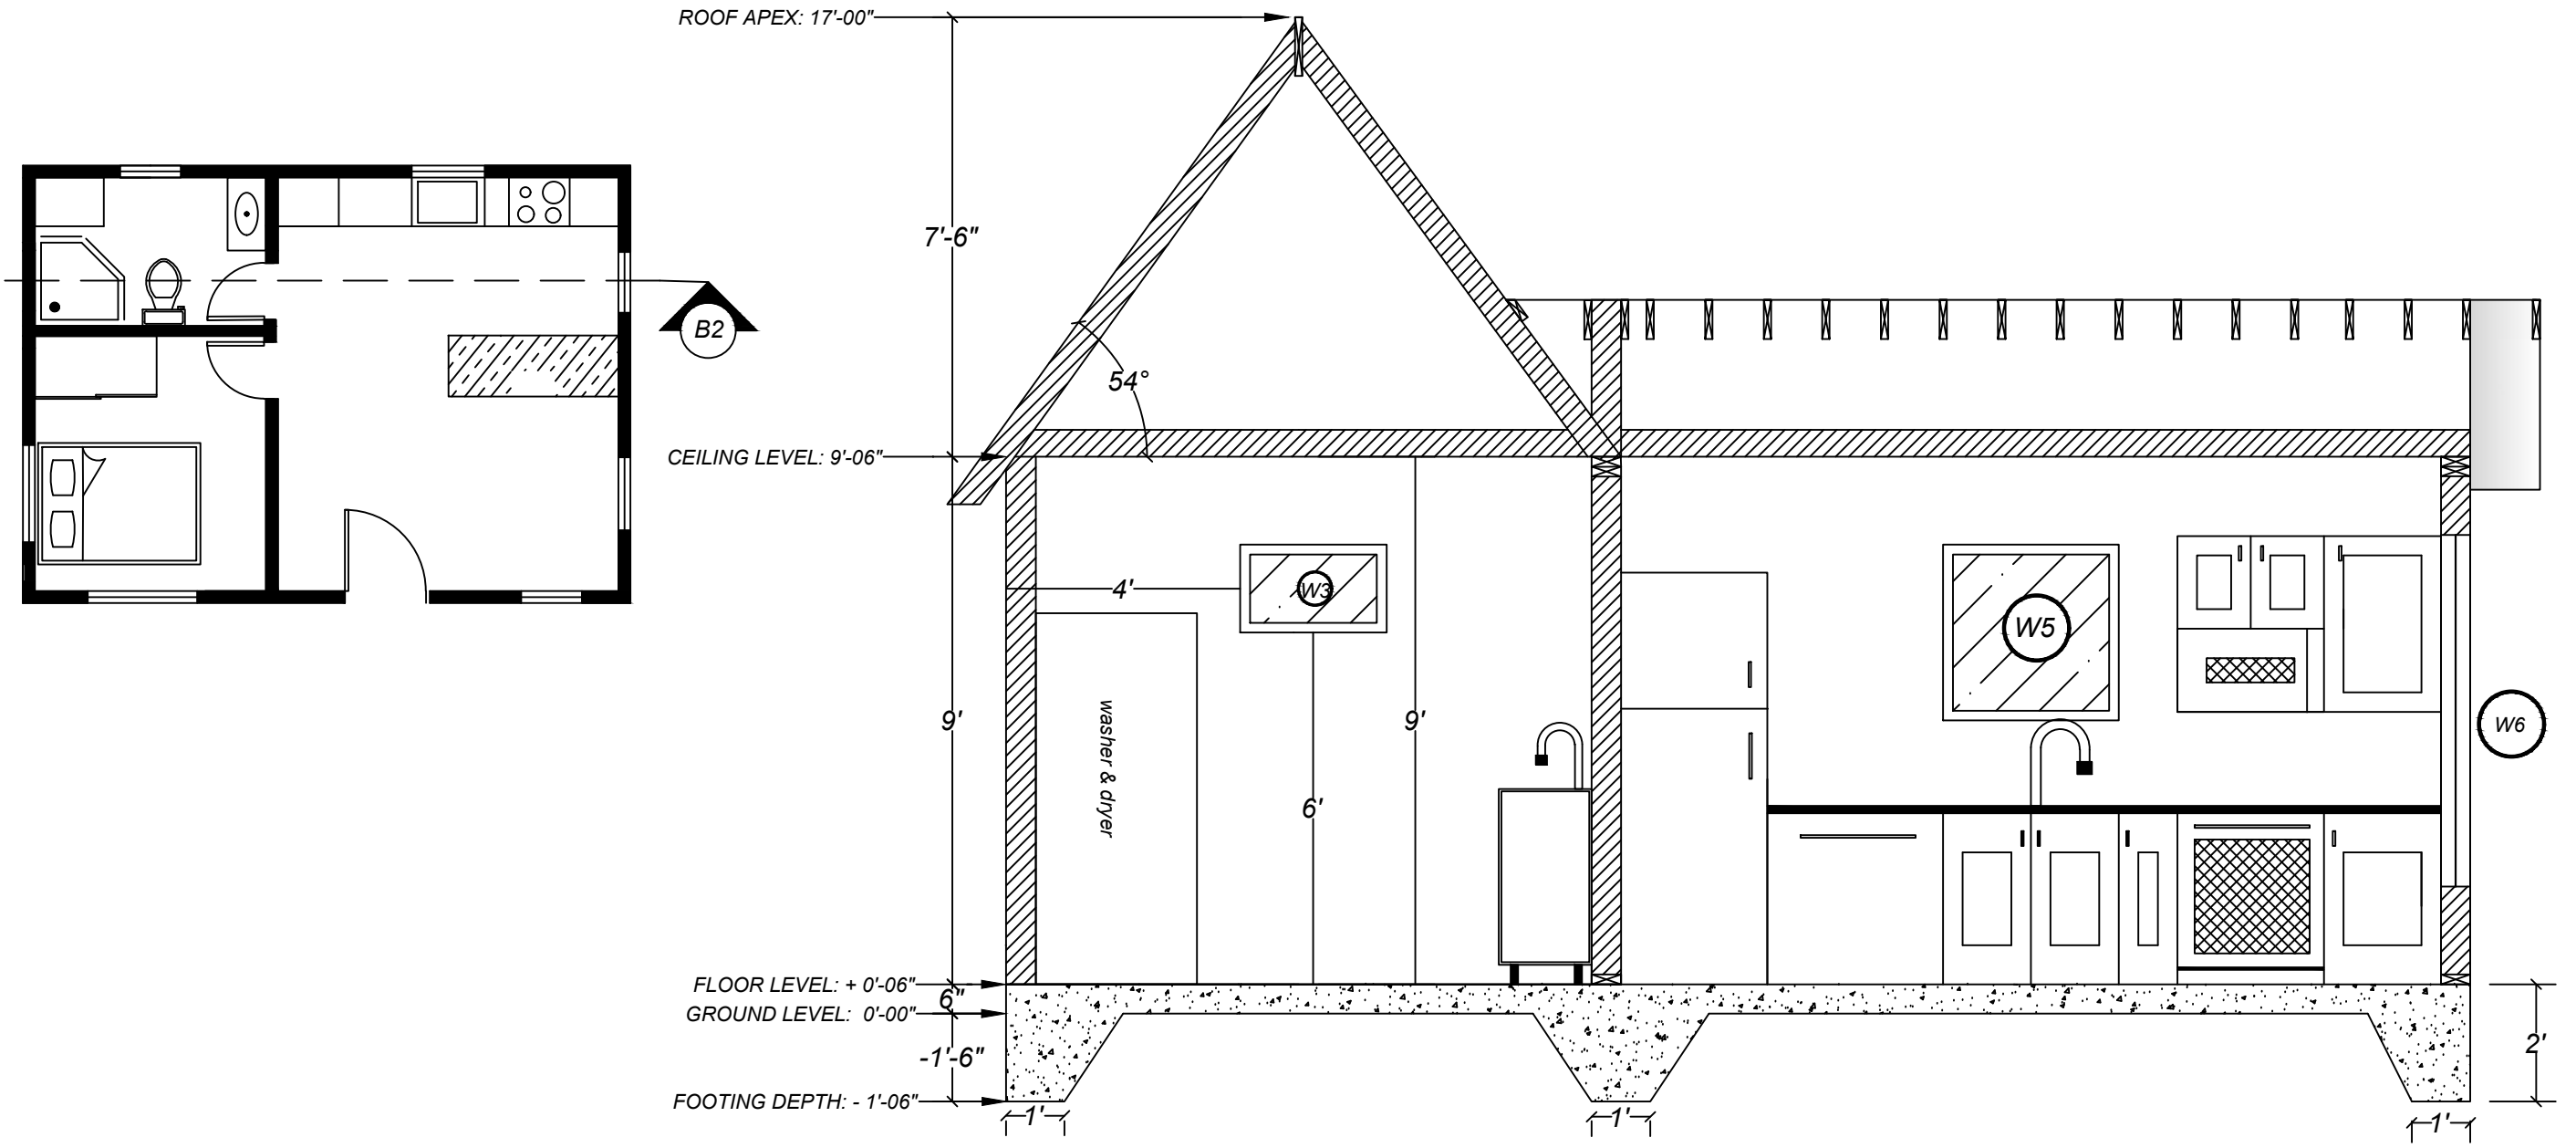 ROOF APEX: 17'-00"
7'-6"
B2
54°
CEILING LEVEL: 9'-06"
4'
W3
W5
washer & dryer
9'
9'
W6
6'
FLOOR LEVEL: + 0'-06"
6"
GROUND LEVEL: 0'-00"
-1'-6"
2'
FOOTING DEPTH: - 1'-06"
1'
1'
1'